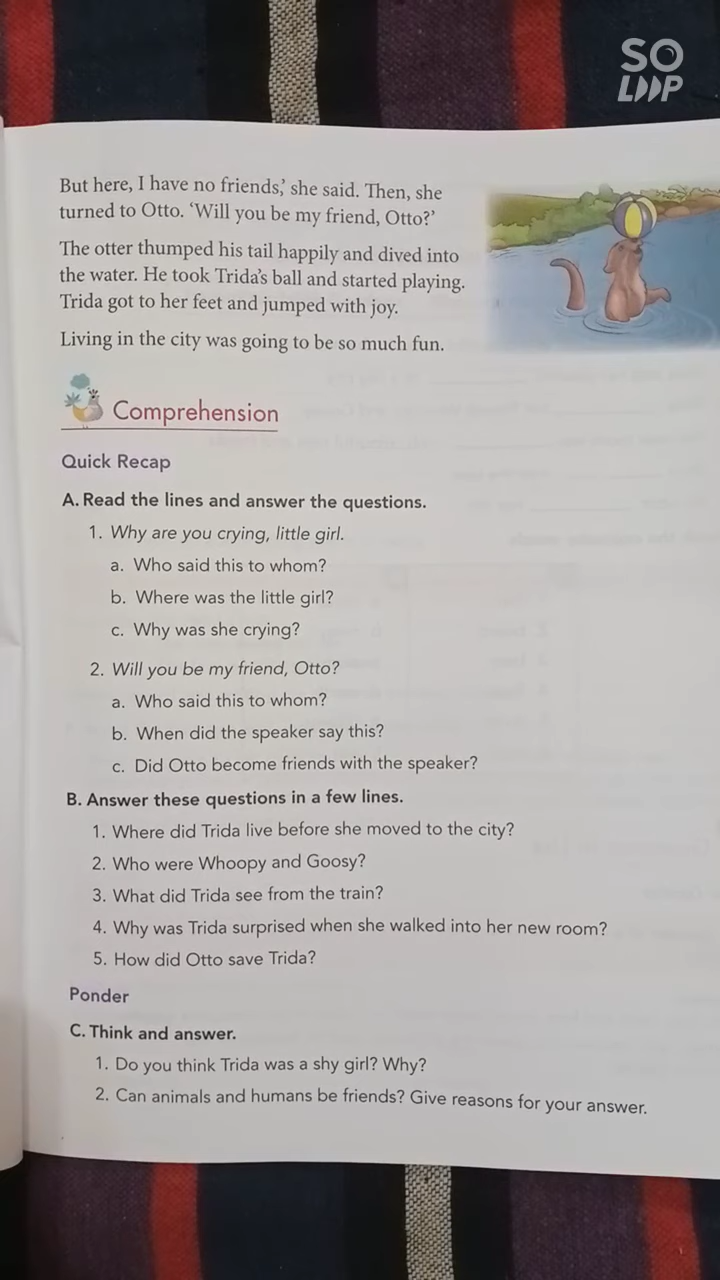 SO
LOOP
But here, I have no friends,’ she said. Then, she
turned to Otto. ‘Will you be my friend, Otto?’
The otter thumped his tail happily and dived into
the water. He took Trida’s ball and started playing.
Trida got to her feet and jumped with joy.
Living in the city was going to be so much fun.
Comprehension
Quick Recap
A. Read the lines and answer the questions.
1. Why are you crying, little girl.
a. Who said this to whom?
b. Where was the little girl?
c. Why was she crying?
2. Will you be my friend, Otto?
a. Who said this to whom?
b. When did the speaker say this?
c. Did Otto become friends with the speaker?
B. Answer these questions in a few lines.
1. Where did Trida live before she moved to the city?
2. Who were Whoopy and Goosy?
3. What did Trida see from the train?
4. Why was Trida surprised when she walked into her new room?
5. How did Otto save Trida?
Ponder
C. Think and answer.
1. Do you think Trida was a shy girl? Why?
2. Can animals and humans be friends? Give reasons for your answer.